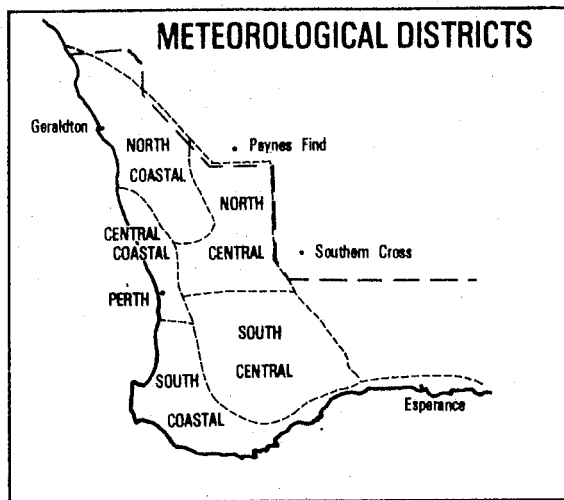 METEOROLOGICAL DISTRICTS
Geraldton
NORTH
COASTAL
Paynes Find
NORTH
CENTRAL
CENTRAL
COASTAL
Southern Cross
PERTH
SOUTH
CENTRAL
SOUTH
COASTAL
Esperance